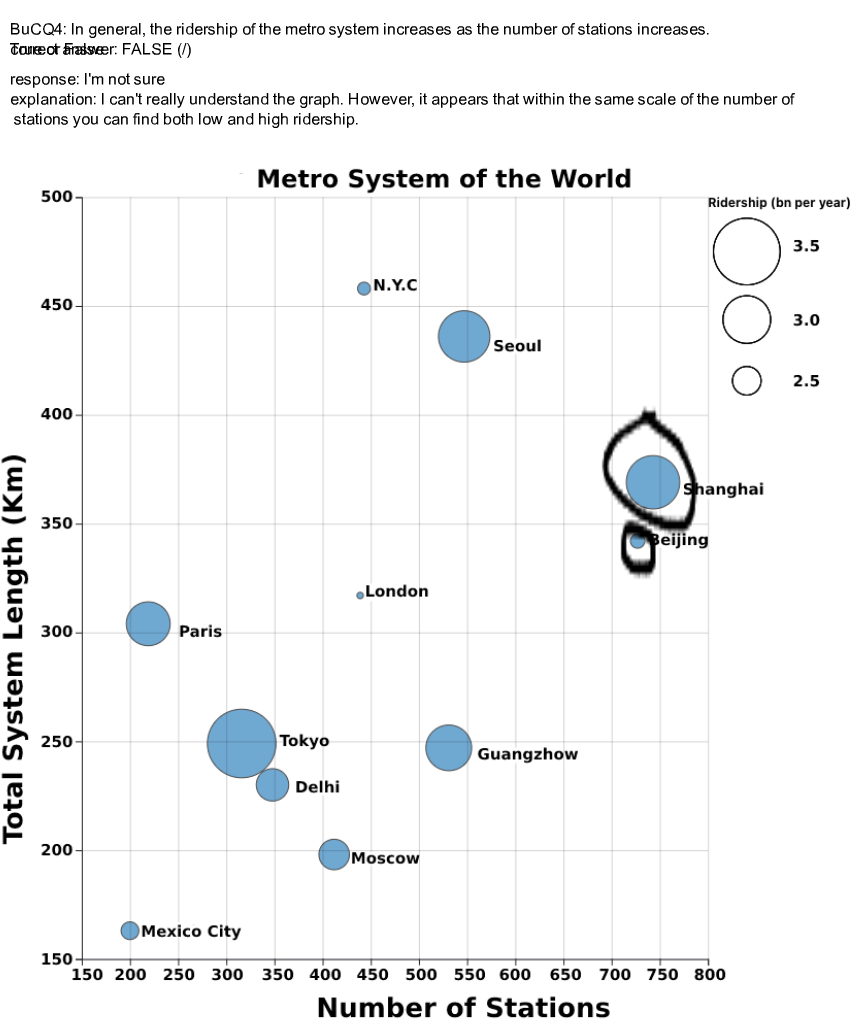 BuCQ4: In general, the ridership of the metro system increases as the number of stations increases.
True or False
Correct answer: FALSE (/)
response: I'm not sure
explanation: I can't really understand the graph. However, it appears that within the same scale of the number of
stations you can find both low and high ridership.
Metro System of the World
Ridership (bn per year)
3.5
3.0
2.5
500
450
400
350
300
250
200
150
Total System Length (Km)
N.Y.C
Seoul
Shanghai
Beijing
London
Paris
Tokyo
Guangzhow
Delhi
Moscow
Mexico City
150 200 250 300 350 400 450 500 550 600 650 700 750 800
Number of Stations